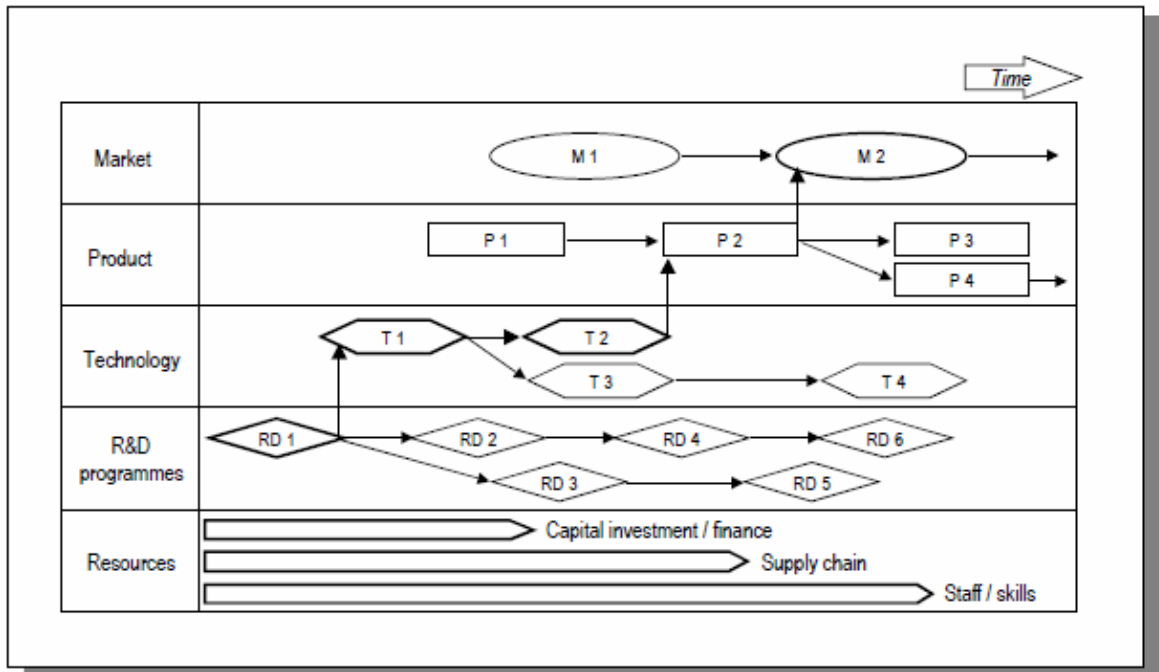 Time
Market
M 1
M 2
Product
P 1
P 2
P 3
P 4
Technology
T 1
T 2
T 3
T 4
R&D
programmes
RD 1
RD 2
RD 4
RD 6
RD 3
RD 5
Resources
Capital investment / finance
Supply chain
Staff / skills